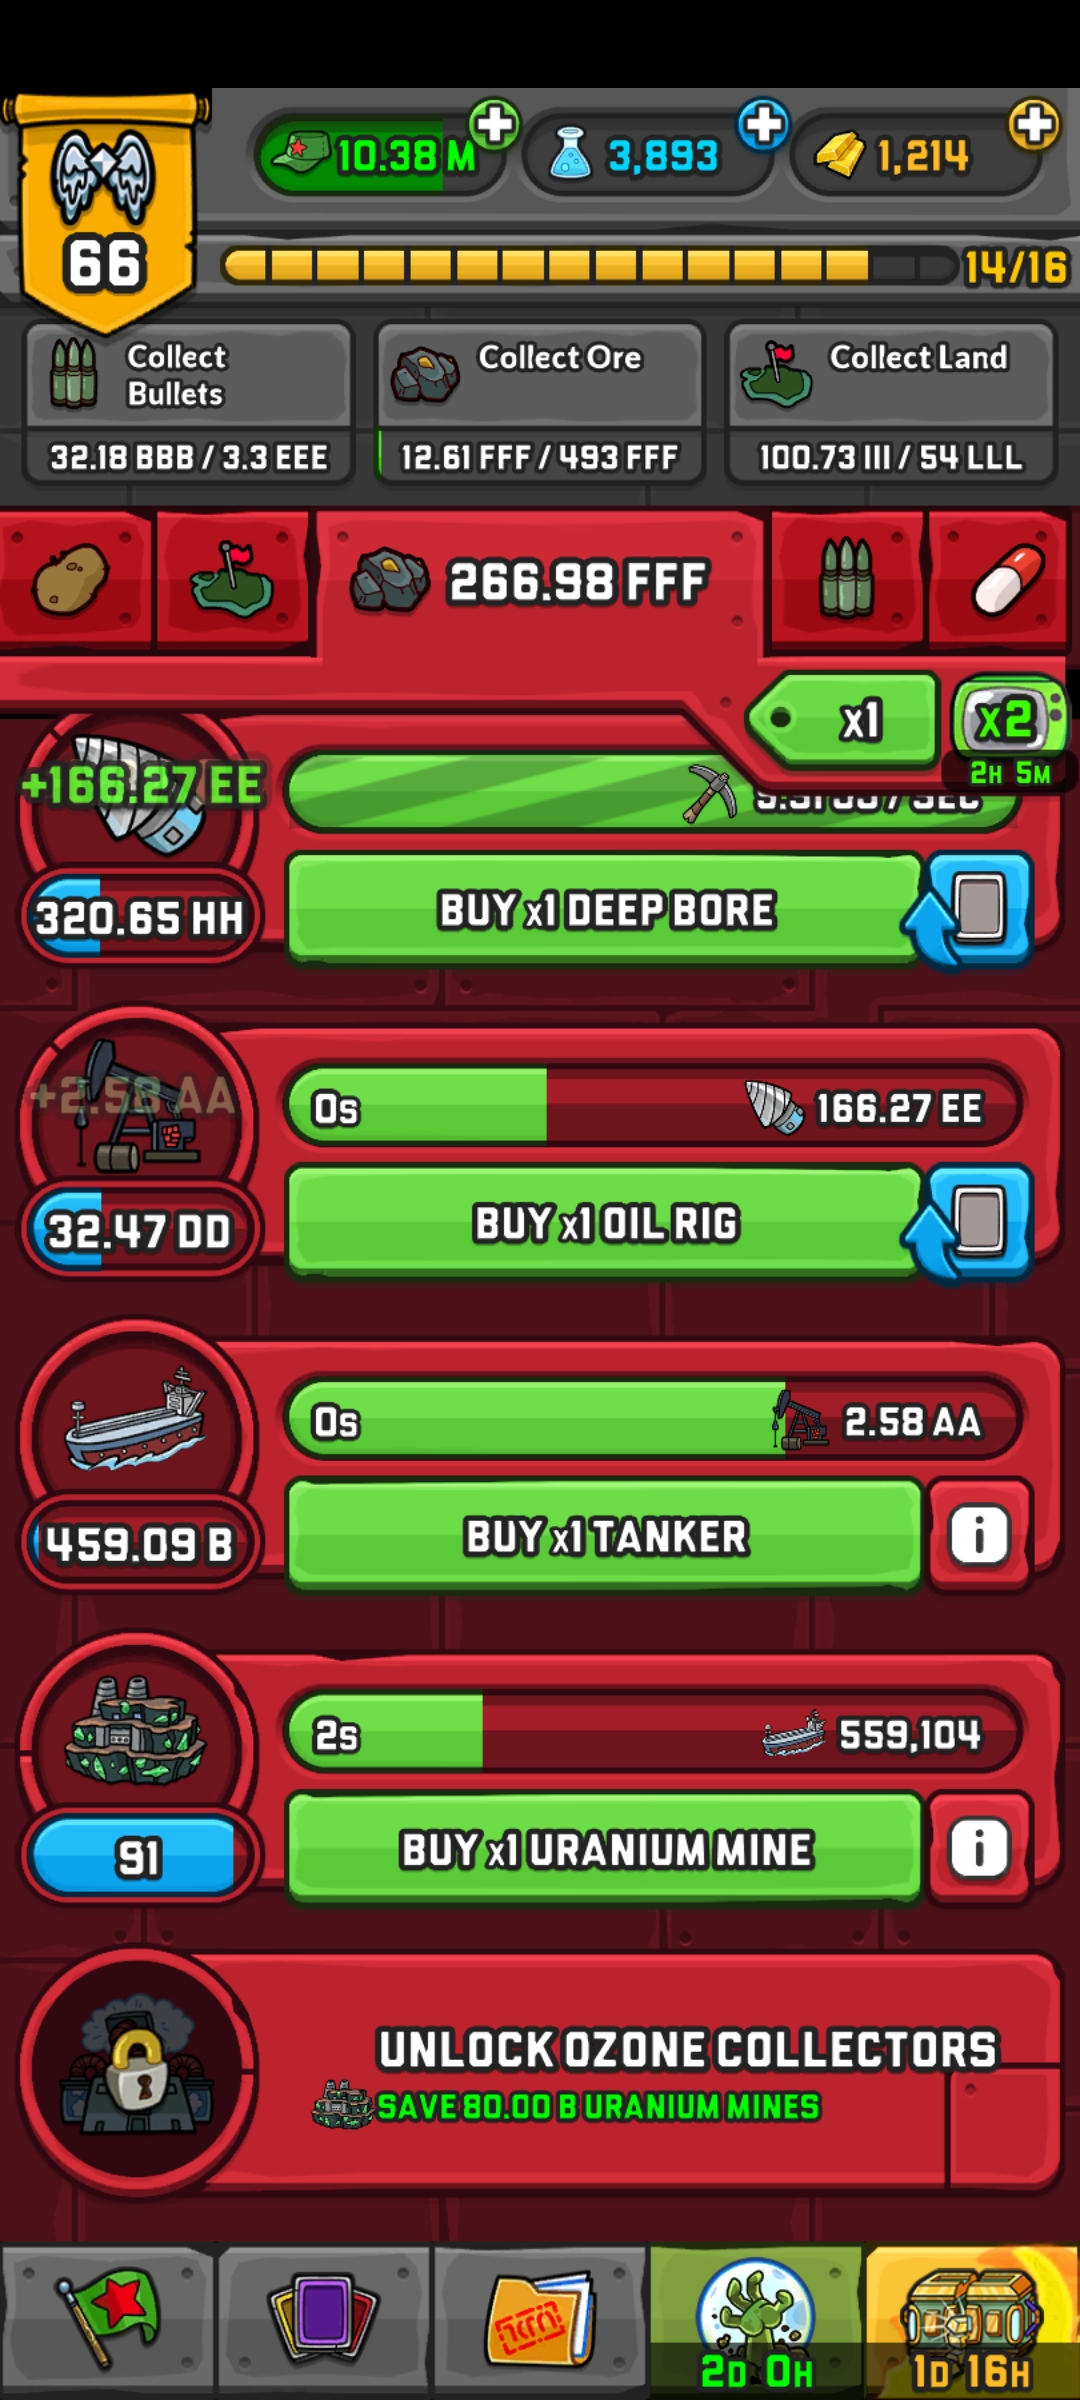 10.38 M
3,893
1,214
66
14/16
Collect
Bullets
Collect Ore
Collect Land
32.18 BBB / 3.3 EEE
12.61 FFF / 493 FFF
100.73 III / 54 LLL
266.98 FFF
x1
x2
2H 5M
+166.27 EE
/ SEC
320.65 HH
BUY x1 DEEP BORE
+2.58 AA
0s
166.27 EE
32.47 DD
BUY x1 OIL RIG
0s
2.58 AA
459.09 B
BUY x1 TANKER
i
2s
559,104
91
BUY x1 URANIUM MINE
i
UNLOCK OZONE COLLECTORS
SAVE 80.00 B URANIUM MINES
2D 0H
1D 16H